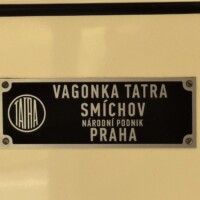 TATRA
VAGONKA TATRA
SMÍCHOV
NÁRODNÍ PODNIK
PRAHA